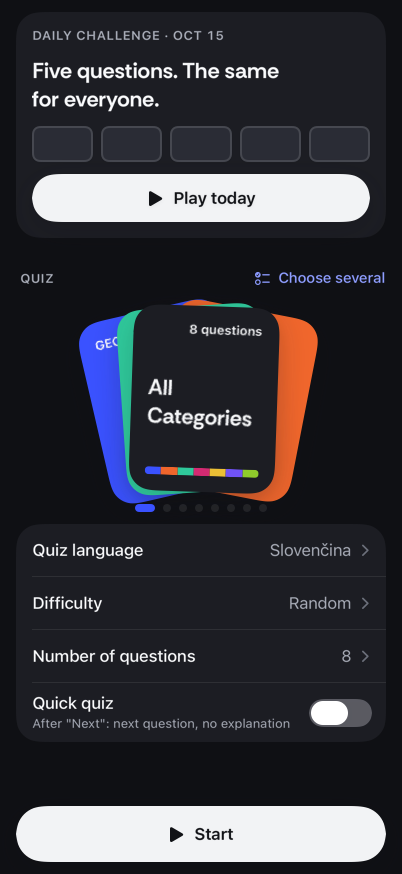 DAILY CHALLENGE · OCT 15
Five questions. The same
for everyone.
Play today
QUIZ
Choose several
8 questions
All
Categories
Quiz language
Slovenčina
Difficulty
Random
Number of questions
8
Quick quiz
After "Next": next question, no explanation
Start